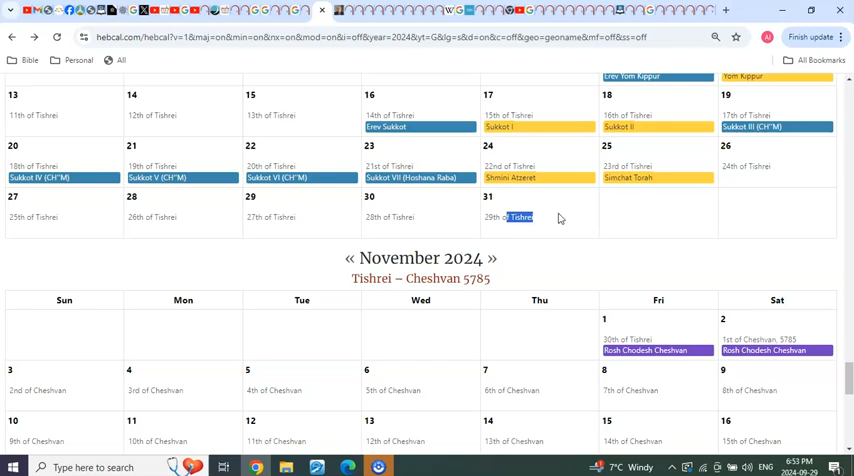 Finish update
hebcal.com/hebcal?v=1&maj=on&min=on&nx=on&mod=on&i=off&year=2024&yt=G&lg=s&d=on&c=off&geo=geoname&mf=off&ss=off
AI
Bible
Personal
All
All Bookmarks
Erev Yom Kippur
Yom Kippur
13 14 15 16 17 18 19
11th of Tishrei 12th of Tishrei 13th of Tishrei 14th of Tishrei 15th of Tishrei 16th of Tishrei 17th of Tishrei
Erev Sukkot Sukkot I Sukkot II Sukkot III (CH''M)
20 21 22 23 24 25 26
18th of Tishrei 19th of Tishrei 20th of Tishrei 21st of Tishrei 22nd of Tishrei 23rd of Tishrei 24th of Tishrei
Sukkot IV (CH''M) Sukkot V (CH''M) Sukkot VI (CH''M) Sukkot VII (Hoshana Raba) Shmini Atzeret Simchat Torah
27 28 29 30 31
25th of Tishrei 26th of Tishrei 27th of Tishrei 28th of Tishrei 29th of Tishrei
« November 2024 »
Tishrei – Cheshvan 5785
Sun Mon Tue Wed Thu Fri Sat
1 2
30th of Tishrei 1st of Cheshvan, 5785
Rosh Chodesh Cheshvan Rosh Chodesh Cheshvan
3 4 5 6 7 8 9
2nd of Cheshvan 3rd of Cheshvan 4th of Cheshvan 5th of Cheshvan 6th of Cheshvan 7th of Cheshvan 8th of Cheshvan
10 11 12 13 14 15 16
9th of Cheshvan 10th of Cheshvan 11th of Cheshvan 12th of Cheshvan 13th of Cheshvan 14th of Cheshvan 15th of Cheshvan
Type here to search
7°C Windy
ENG
6:53 PM
2024-09-29